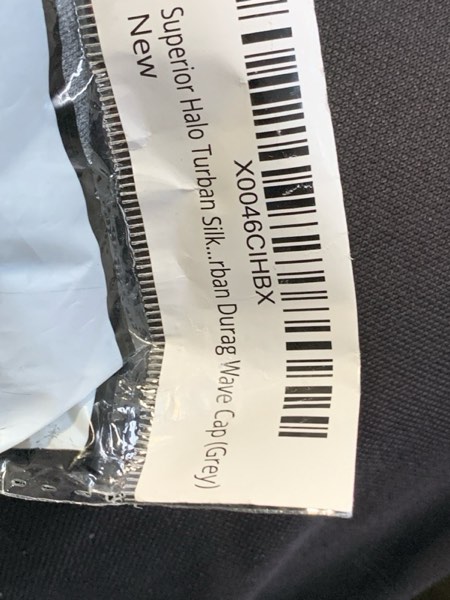 X0046CIHBX
Superior Halo Turban Silk...rban Durag Wave Cap (Grey)
New